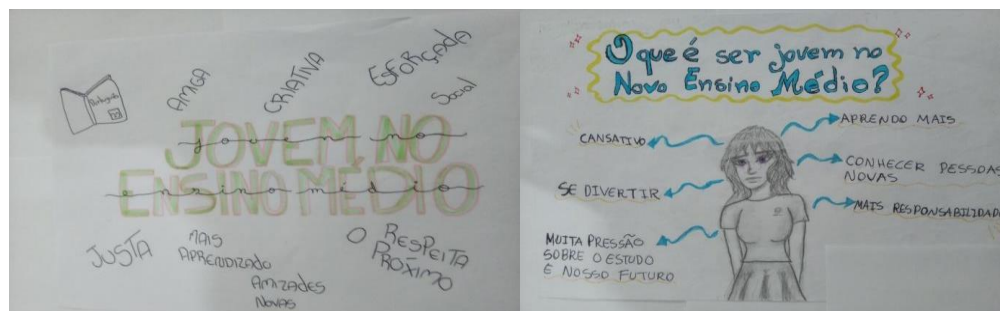 Português
AMIGA
CRIATIVA
ESFORÇADA
Social
JOVEM NO
jovem no
ENSINO MÉDIO
ensino médio
JUSTA
MAIS
APRENDIZADO
AMIZADES
NOVAS
RESPEITA
O PRÓXIMO
O que é ser jovem no
Novo Ensino Médio?
CANSATIVO
SE DIVERTIR
MUITA PRESSÃO
SOBRE O ESTUDO
E NOSSO FUTURO
APRENDO MAIS
CONHECER PESSOAS
NOVAS
MAIS RESPONSABILIDADE